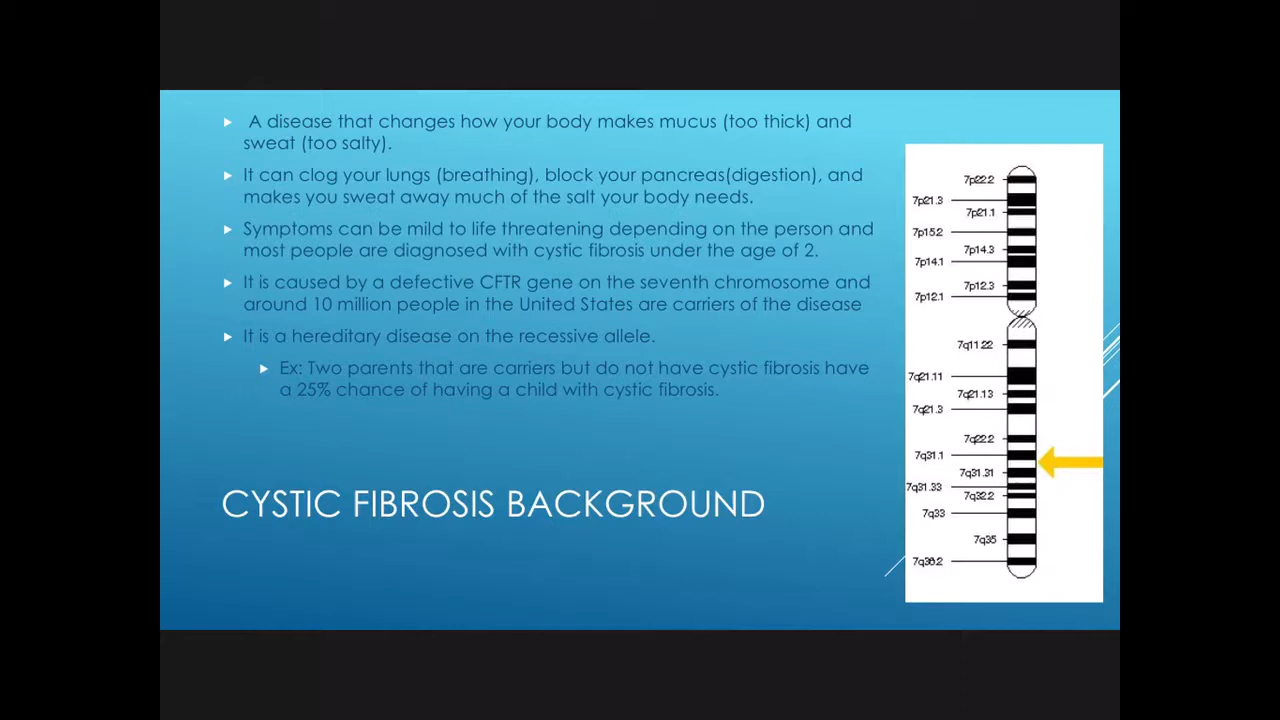 A disease that changes how your body makes mucus (too thick) and
sweat (too salty).
It can clog your lungs (breathing), block your pancreas(digestion), and
makes you sweat away much of the salt your body needs.
Symptoms can be mild to life threatening depending on the person and
most people are diagnosed with cystic fibrosis under the age of 2.
It is caused by a defective CFTR gene on the seventh chromosome and
around 10 million people in the United States are carriers of the disease
It is a hereditary disease on the recessive allele.
Ex: Two parents that are carriers but do not have cystic fibrosis have
a 25% chance of having a child with cystic fibrosis.
CYSTIC FIBROSIS BACKGROUND
7p22.2
7p21.3
7p21.1
7p15.2
7p14.3
7p14.1
7p12.3
7p12.1
7q11.22
7q21.11
7q21.13
7q21.3
7q22.2
7q31.1
7q31.31
7q31.33
7q32.2
7q33
7q35
7q36.2